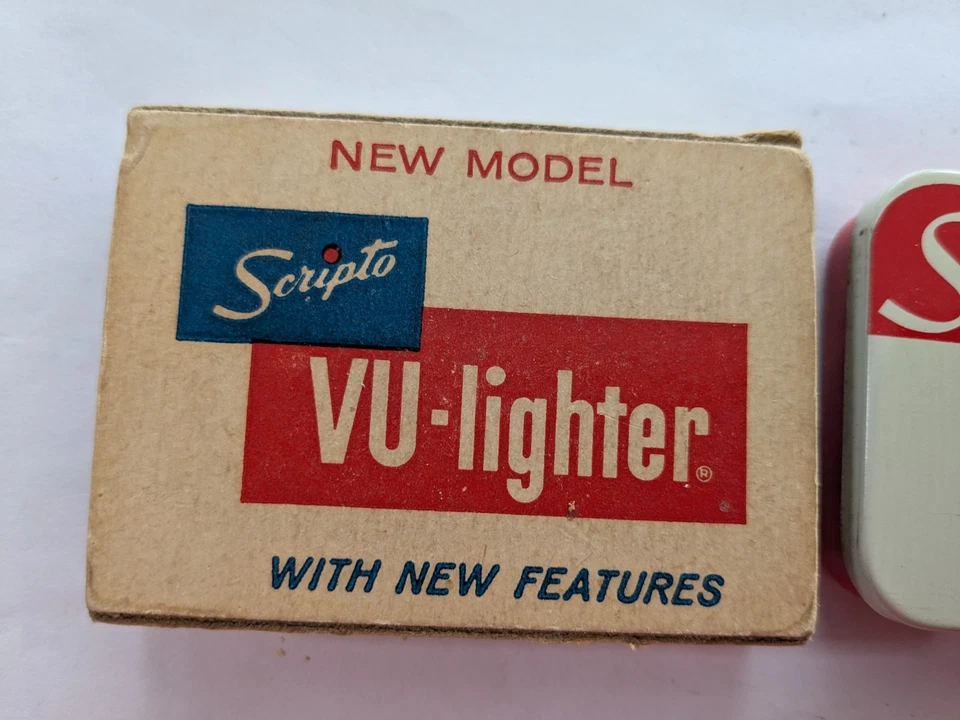 NEW MODEL
Scripto
VU-lighter®
WITH NEW FEATURES
S